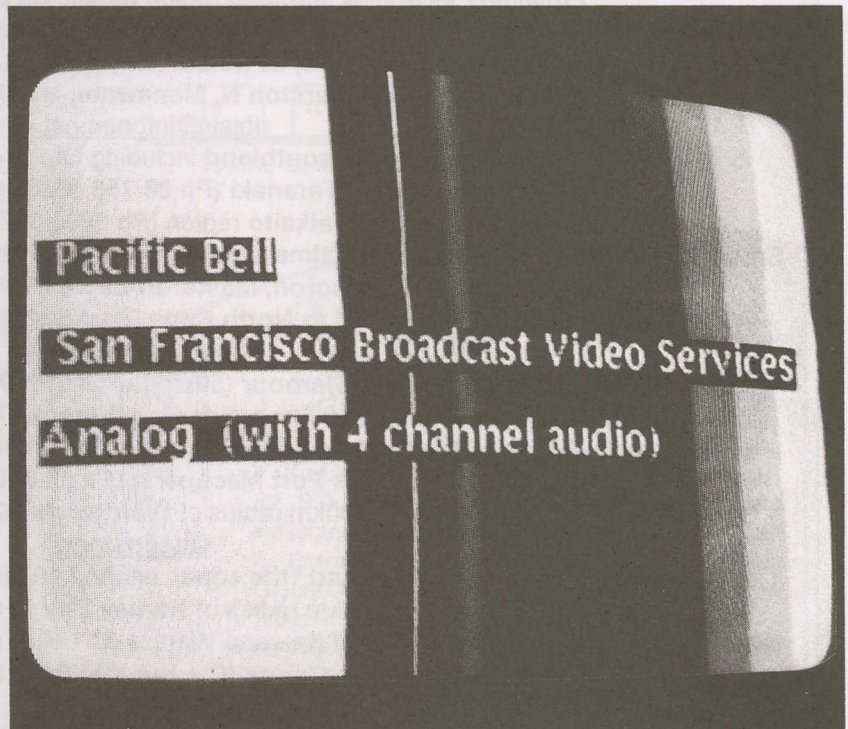 Pacific Bell
San Francisco Broadcast Video Services
Analog (with 4 channel audio)